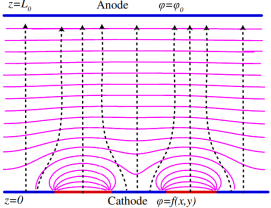 z=L₀ Anode φ=φ₀
z=0 Cathode φ=f(x,y)